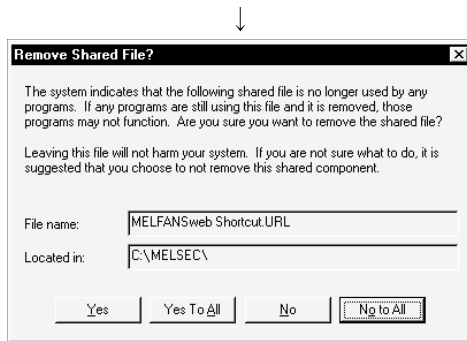 ↓
Remove Shared File?
The system indicates that the following shared file is no longer used by any
programs. If any programs are still using this file and it is removed, those
programs may not function. Are you sure you want to remove the shared file?
Leaving this file will not harm your system. If you are not sure what to do, it is
suggested that you choose to not remove this shared component.
File name: MELFANSweb Shortcut.URL
Located in: C:\MELSEC\
Yes Yes To All No No to All